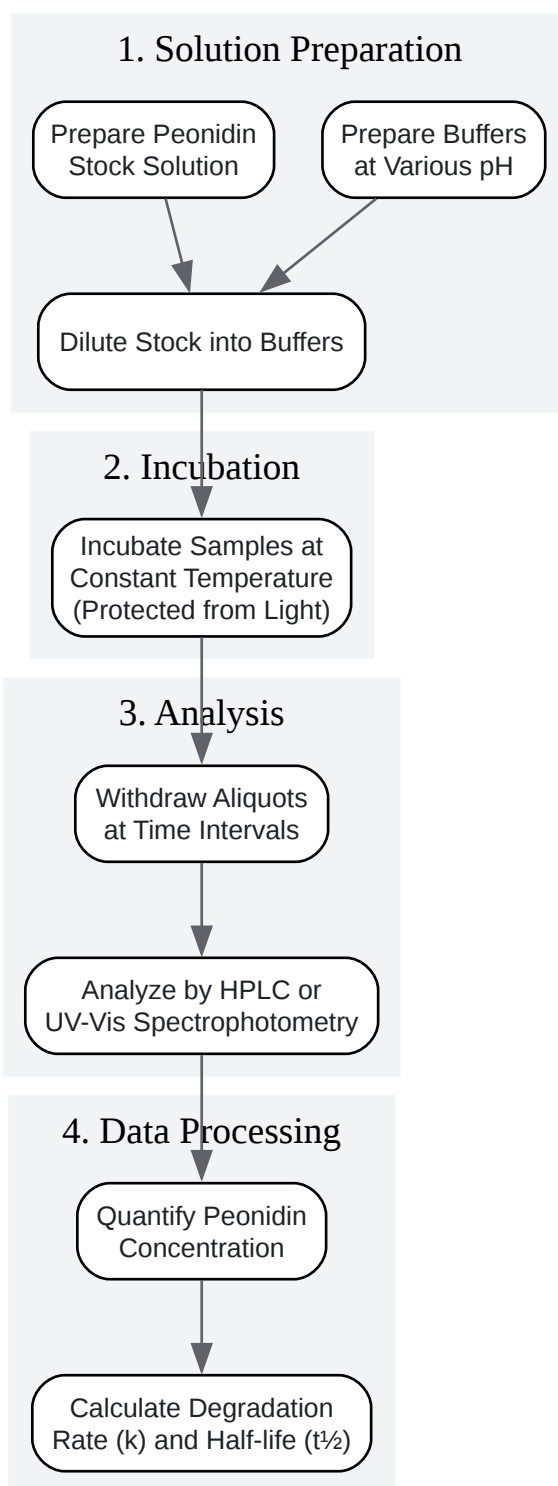 1. Solution Preparation
Prepare Peonidin
Stock Solution
Prepare Buffers
at Various pH
Dilute Stock into Buffers
2. Incubation
Incubate Samples at
Constant Temperature
(Protected from Light)
3. Analysis
Withdraw Aliquots
at Time Intervals
Analyze by HPLC or
UV-Vis Spectrophotometry
4. Data Processing
Quantify Peonidin
Concentration
Calculate Degradation
Rate (k) and Half-life (t½)